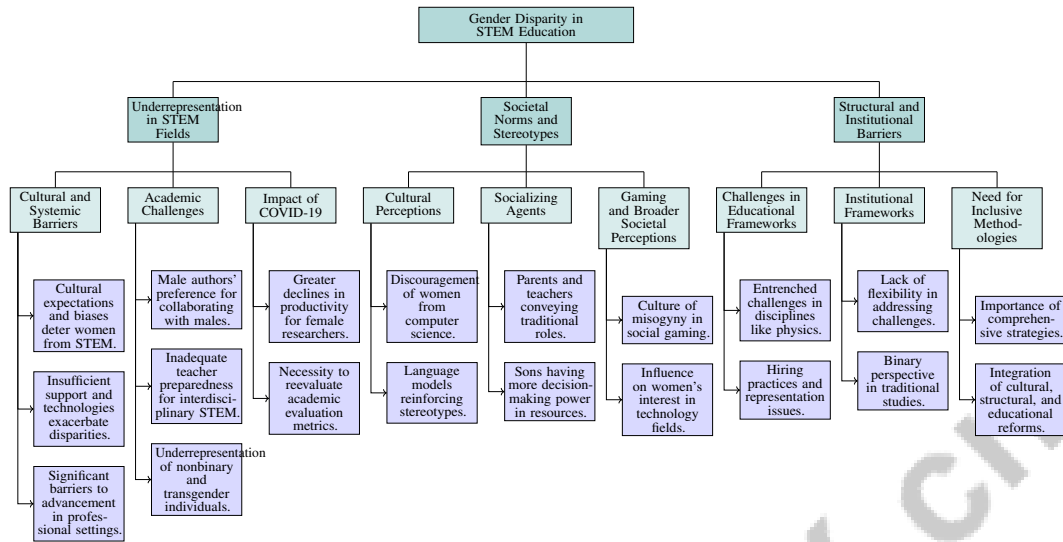 Gender Disparity in
STEM Education
Underrepresentation
in STEM
Fields
Societal
Norms and
Stereotypes
Structural and
Institutional
Barriers
Cultural and
Systemic
Barriers
Academic
Challenges
Impact of
COVID-19
Cultural
Perceptions
Socializing
Agents
Gaming
and Broader
Societal
Perceptions
Challenges in
Educational
Frameworks
Institutional
Frameworks
Need for
Inclusive
Method-
ologies
Cultural
expectations
and biases
deter women
from STEM.
Insufficient
support and
technologies
exacerbate
disparities.
Significant
barriers to
advancement
in profes-
sional settings.
Male authors'
preference for
collaborating
with males.
Inadequate
teacher
preparedness
for interdisci-
plinary STEM.
Underrepresentation
of nonbinary
and
transgender
individuals.
Greater
declines in
productivity
for female
researchers.
Necessity to
reevaluate
academic
evaluation
metrics.
Discouragement
of women
from
computer
science.
Language
models
reinforcing
stereotypes.
Parents and
teachers
conveying
traditional
roles.
Sons having
more decision-
making power
in resources.
Culture of
misogyny in
social gaming.
Influence
on women's
interest in
technology
fields.
Entrenched
challenges in
disciplines
like physics.
Hiring
practices and
representation
issues.
Lack of
flexibility in
addressing
challenges.
Binary
perspective
in traditional
studies.
Importance of
comprehen-
sive strategies.
Integration
of cultural,
structural, and
educational
reforms.